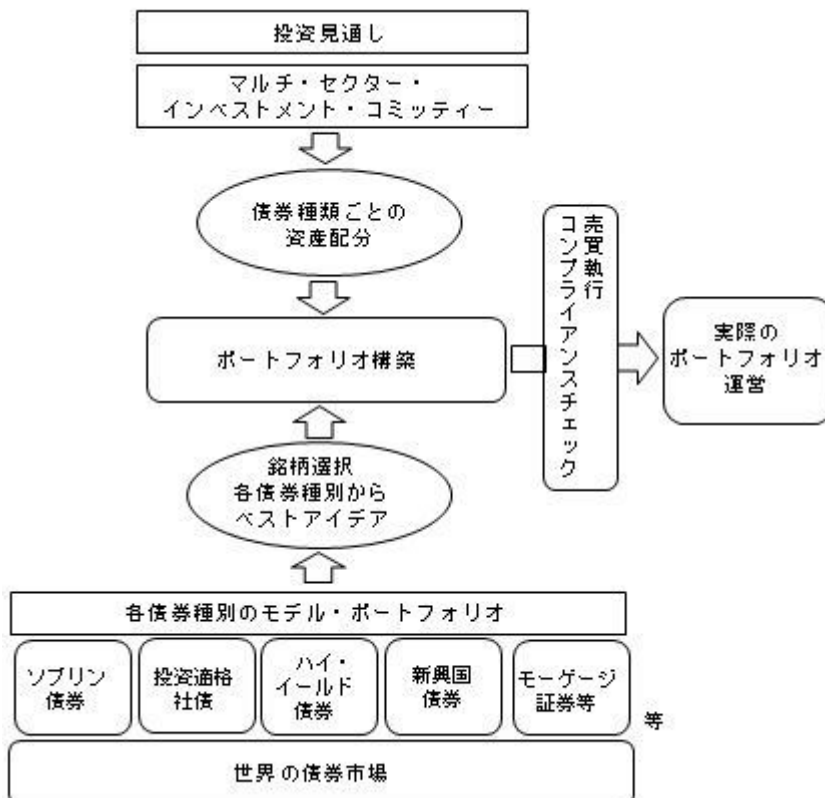 投資見通し
マルチ・セクター・
インベストメント・コミッティー
債券種類ごとの
資産配分
ポートフォリオ構築
売買執行
コンプライアンスチェック
実際の
ポートフォリオ
運営
銘柄選択
各債券種別から
ベストアイデア
各債券種別のモデル・ポートフォリオ
ソブリン
債券
投資適格
社債
ハイ・
イールド
債券
新興国
債券
モーゲージ
証券等
等
世界の債券市場